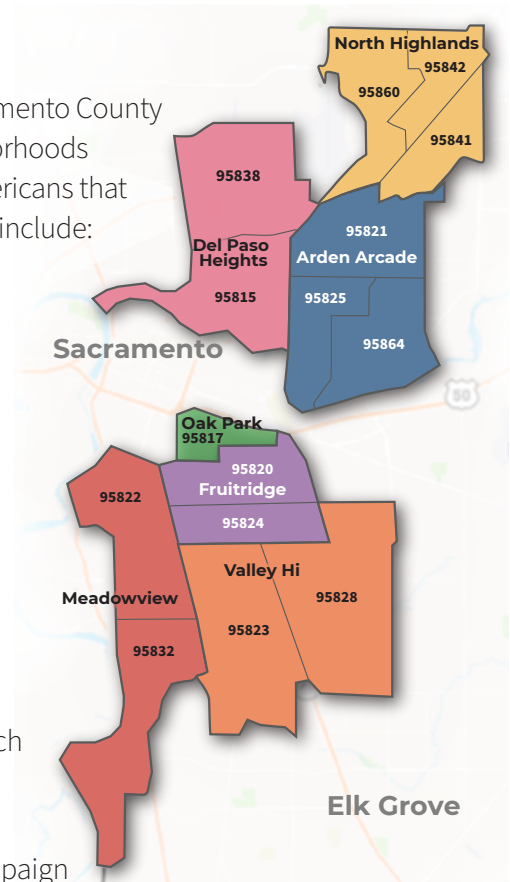 North Highlands
95842
95860
amento County
orhoods
95841
ericans that
95838
include:
95821
Del Paso
Heights
Arden Arcade
95815
95825
95864
Sacramento
50
Oak Park
95817
95820
95822
Fruitridge
95824
Valley Hi
Meadowview
95828
95823
95832
ch
Elk Grove
paign